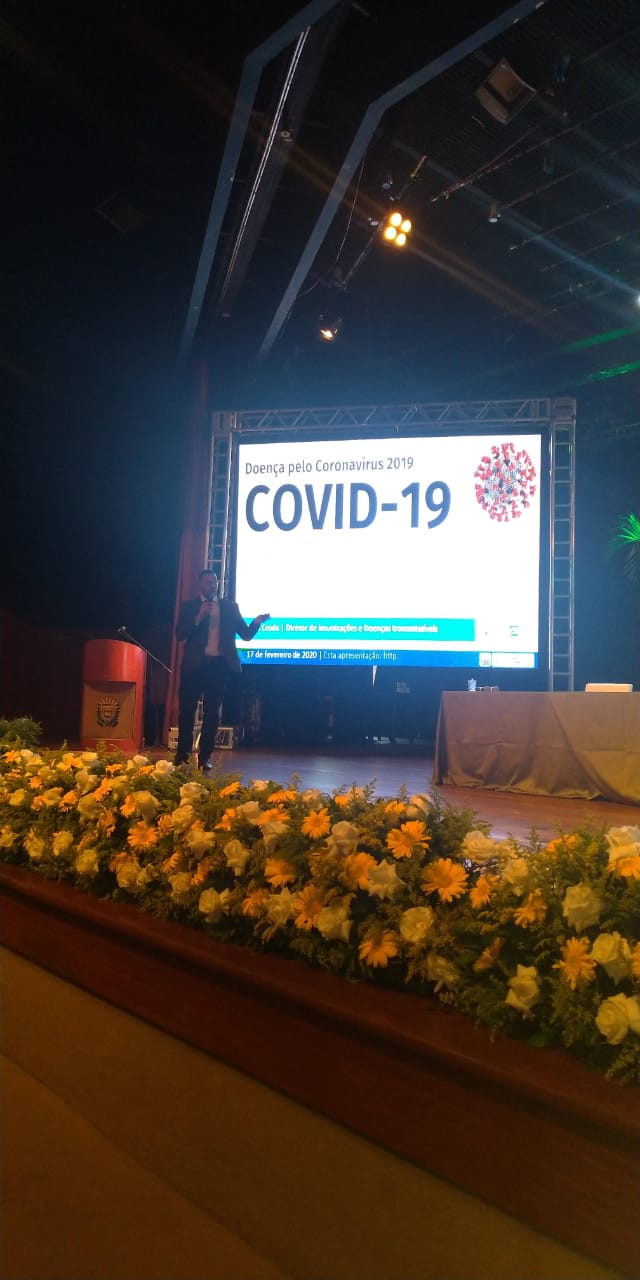 Doença pelo Coronavírus 2019
COVID-19
Croda | Diretor de Imunizações e Doenças transmissíveis
17 de fevereiro de 2020 | Esta apresentação: http